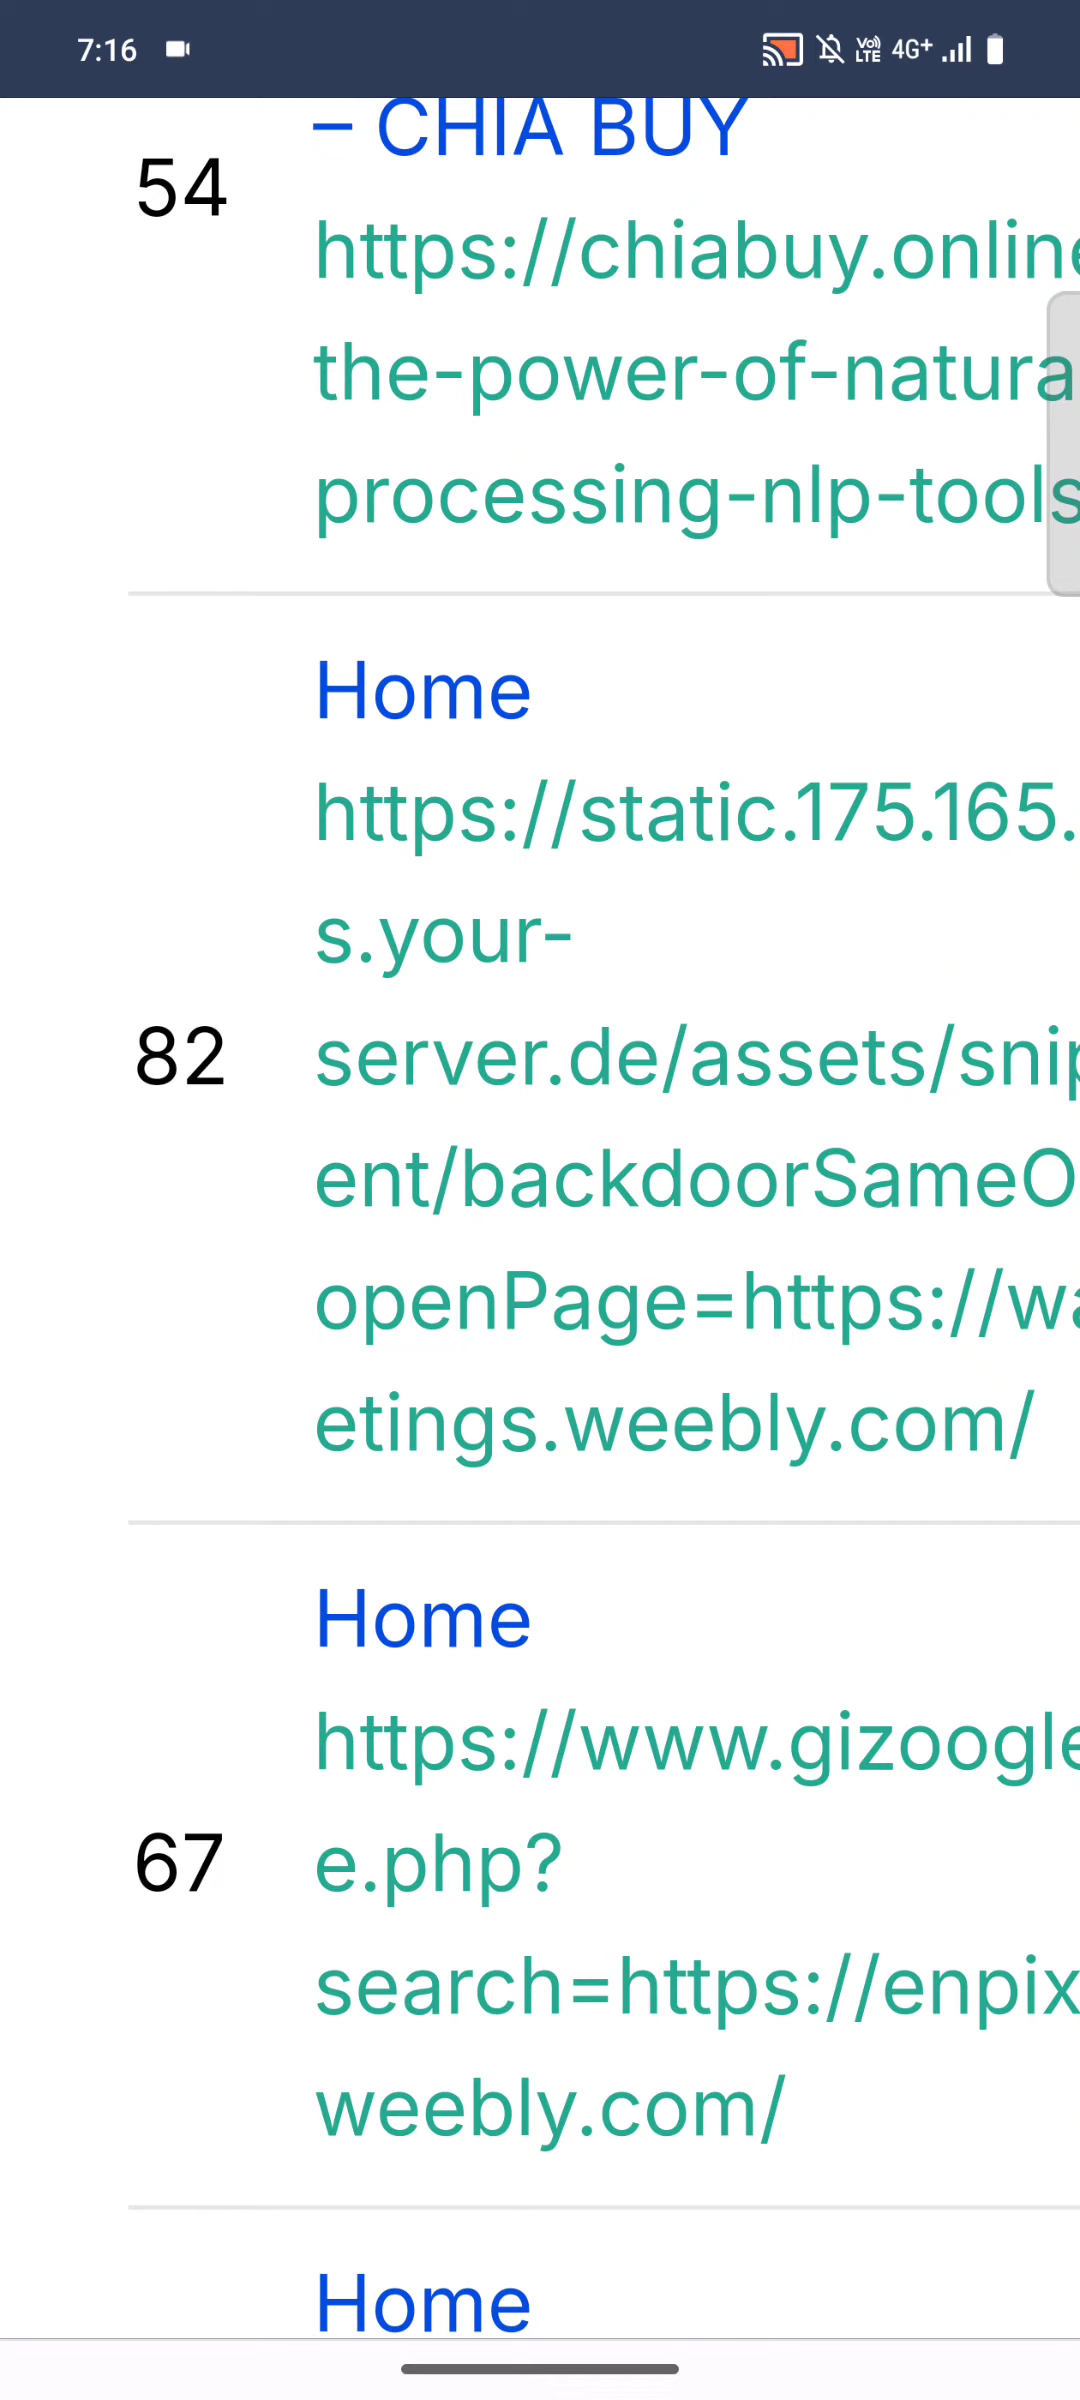 7:16 4G+
– CHIA BUY
54
https://chiabuy.online
the-power-of-natura
processing-nlp-tools
Home
https://static.175.165.
s.your-
82
server.de/assets/snip
ent/backdoorSameO
openPage=https://wa
etings.weebly.com/
Home
https://www.gizoogle
67
e.php?
search=https://enpix
weebly.com/
Home